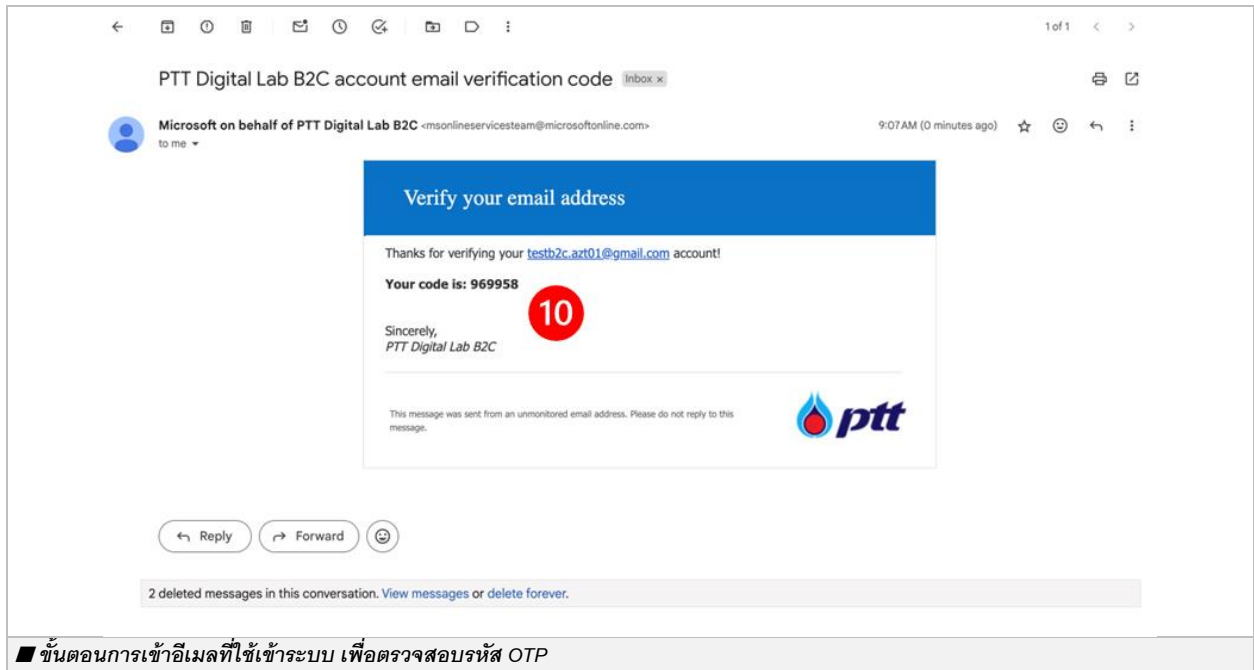 1 of 1
PTT Digital Lab B2C account email verification code Inbox x
Microsoft on behalf of PTT Digital Lab B2C <msonlineservicesteam@microsoftonline.com> 9:07 AM (0 minutes ago)
to me
Verify your email address
Thanks for verifying your testb2c.azt01@gmail.com account!
Your code is: 969958
10
Sincerely,
PTT Digital Lab B2C
This message was sent from an unmonitored email address. Please do not reply to this
message.
ptt
Reply Forward
2 deleted messages in this conversation. View messages or delete forever.
ขั้นตอนการเข้าอีเมลที่ใช้เข้าระบบ เพื่อตรวจสอบรหัส OTP